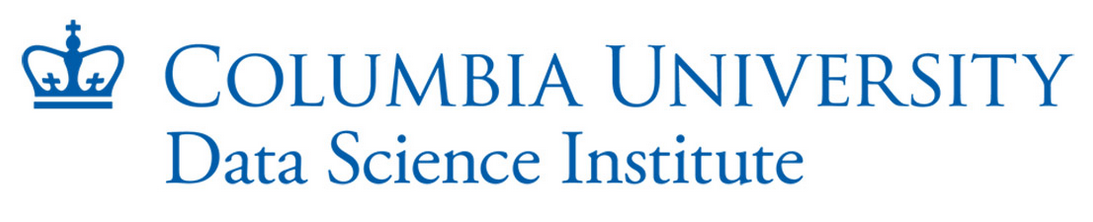 COLUMBIA UNIVERSITY
Data Science Institute